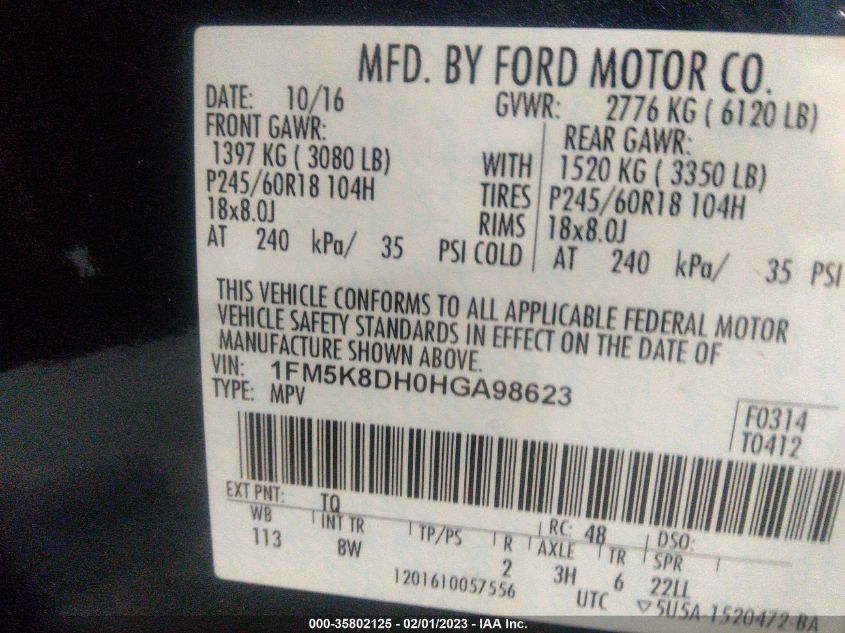 MFD. BY FORD MOTOR CO.
DATE: 10/16 GVWR: 2776 KG ( 6120 LB)
FRONT GAWR: REAR GAWR:
1397 KG ( 3080 LB) WITH 1520 KG ( 3350 LB)
P245/60R18 104H TIRES P245/60R18 104H
18x8.0J RIMS 18x8.0J
AT 240 kPa/ 35 PSI COLD AT 240 kPa/ 35 PSI
THIS VEHICLE CONFORMS TO ALL APPLICABLE FEDERAL MOTOR
VEHICLE SAFETY STANDARDS IN EFFECT ON THE DATE OF
MANUFACTURE SHOWN ABOVE.
VIN: 1FM5K8DH0HGA98623
TYPE: MPV
F0314
T0412
EXT PNT: TQ RC: 48 DSO:
WB INT TR TP/PS R AXLE TR SPR
113 8W 2 3H 6 22LL
1201610057556 UTC ▽5U5A-1520472-BA
000-35802125 - 02/01/2023 - IAA Inc.